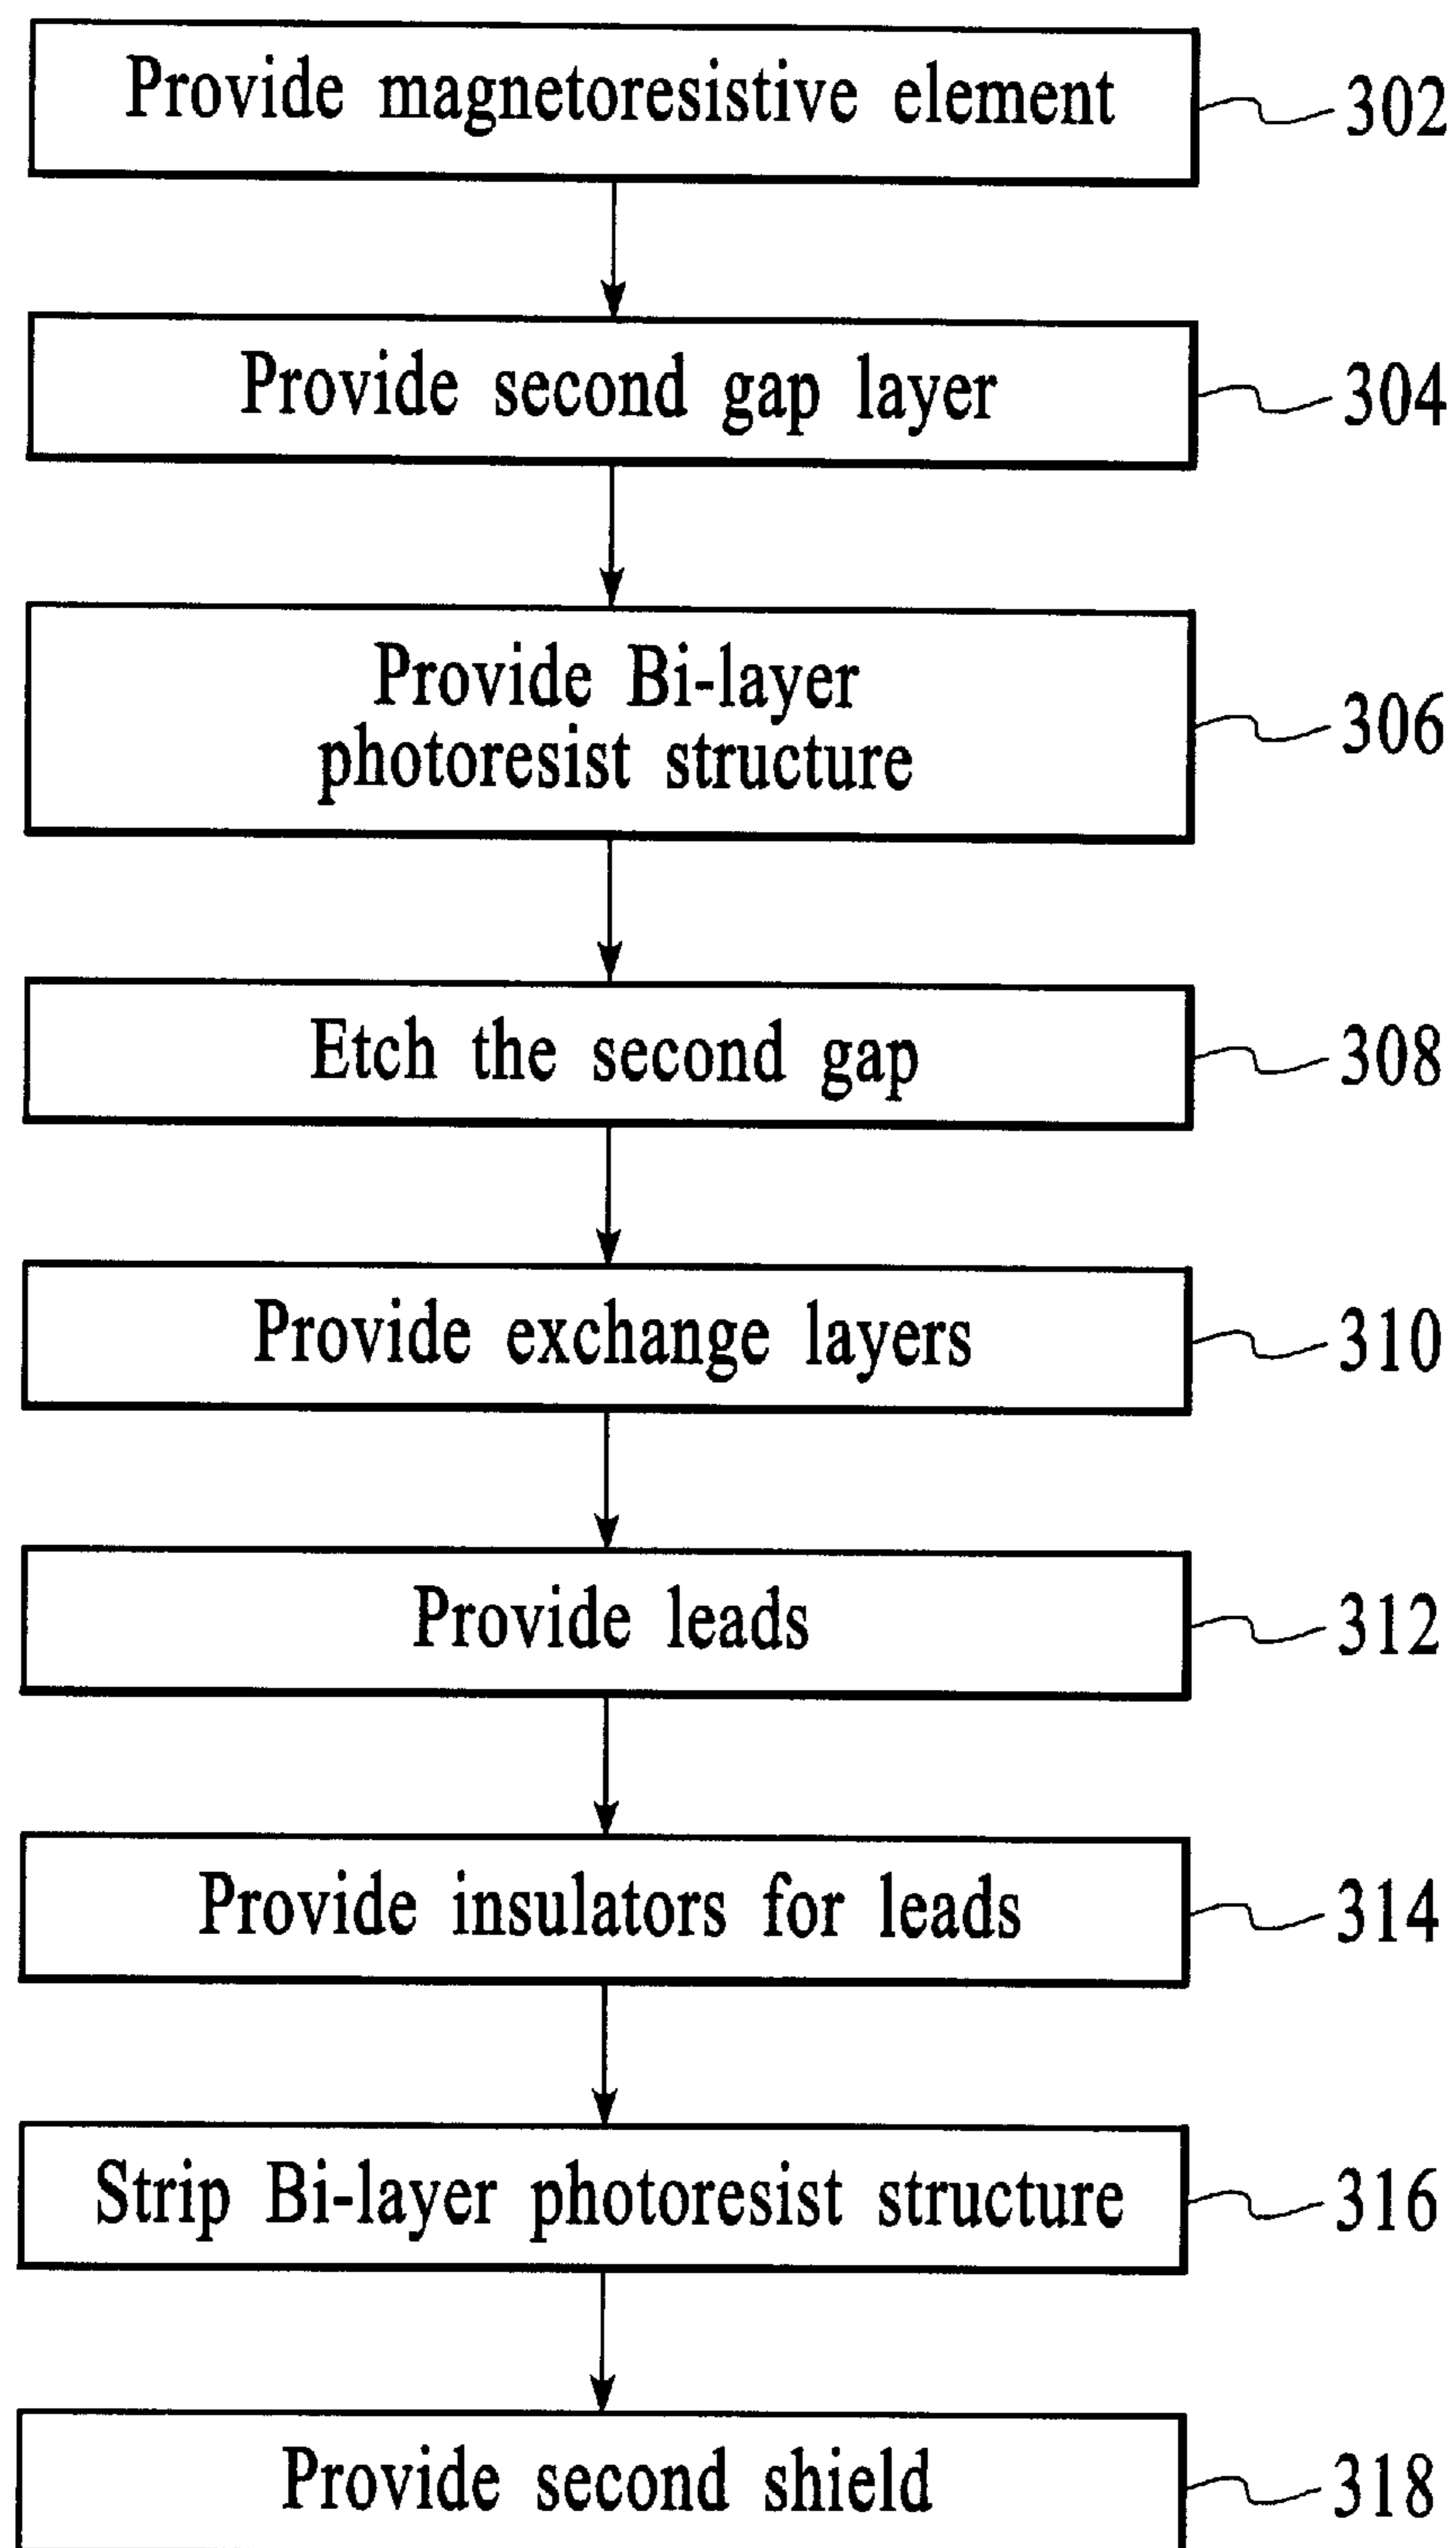 Provide magnetoresistive element
302
Provide second gap layer
304
Provide Bi-layer
photoresist structure
306
Etch the second gap
308
Provide exchange layers
310
Provide leads
312
Provide insulators for leads
314
Strip Bi-layer photoresist structure
316
Provide second shield
318